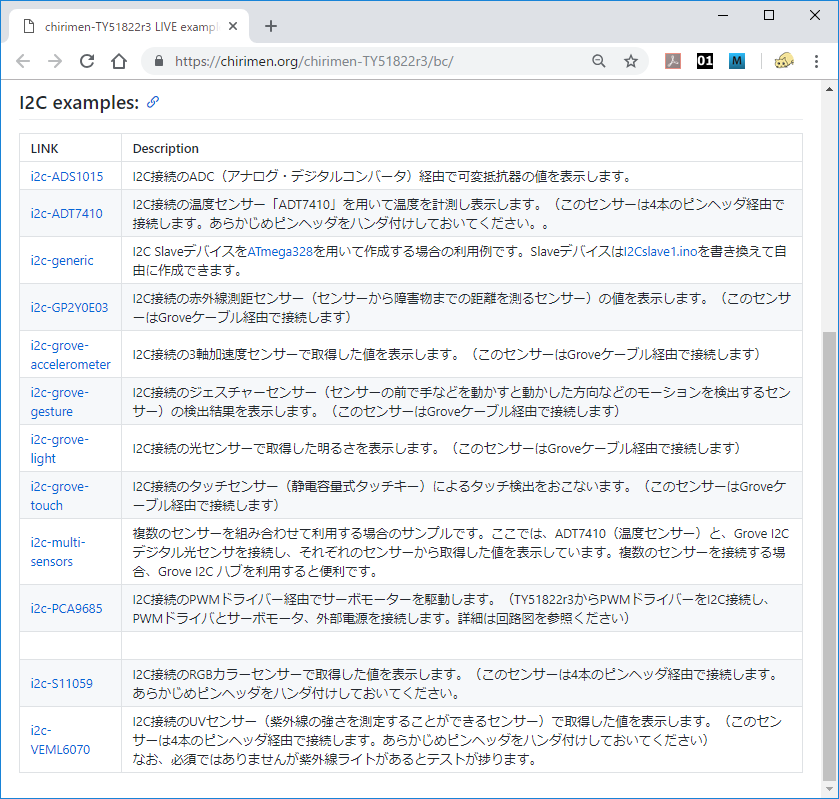 chirimen-TY51822r3 LIVE exampl
https://chirimen.org/chirimen-TY51822r3/bc/
01
M
I2C examples:
LINK
Description
i2c-ADS1015
I2C接続のADC（アナログ・デジタルコンバータ）経由で可変抵抗器の値を表示します。
i2c-ADT7410
I2C接続の温度センサー「ADT7410」を用いて温度を計測し表示します。（このセンサーは4本のピンヘッダ経由で
接続します。あらかじめピンヘッダをハンダ付けしておいてください。。
i2c-generic
I2C SlaveデバイスをATmega328を用いて作成する場合の利用例です。SlaveデバイスはI2Cslave1.inoを書き換えて自
由に作成できます。
i2c-GP2Y0E03
I2C接続の赤外線測距センサー（センサーから障害物までの距離を測るセンサー）の値を表示します。（このセンサ
ーはGroveケーブル経由で接続します）
i2c-grove-
accelerometer
I2C接続の3軸加速度センサーで取得した値を表示します。（このセンサーはGroveケーブル経由で接続します）
i2c-grove-
gesture
I2C接続のジェスチャーセンサー（センサーの前で手などを動かすと動かした方向などのモーションを検出するセン
サー）の検出結果を表示します。（このセンサーはGroveケーブル経由で接続します）
i2c-grove-
light
I2C接続の光センサーで取得した明るさを表示します。（このセンサーはGroveケーブル経由で接続します）
i2c-grove-
touch
I2C接続のタッチセンサー（静電容量式タッチキー）によるタッチ検出をおこないます。（このセンサーはGroveケ
ーブル経由で接続します）
i2c-multi-
sensors
複数のセンサーを組み合わせて利用する場合のサンプルです。ここでは、ADT7410（温度センサー）と、Grove I2C
デジタル光センサを接続し、それぞれのセンサーから取得した値を表示しています。複数のセンサーを接続する場
合、Grove I2C ハブを利用すると便利です。
i2c-PCA9685
I2C接続のPWMドライバー経由でサーボモーターを駆動します。（TY51822r3からPWMドライバーをI2C接続し、
PWMドライバとサーボモータ、外部電源を接続します。詳細は回路図を参照ください）
i2c-S11059
I2C接続のRGBカラーセンサーで取得した値を表示します。（このセンサーは4本のピンヘッダ経由で接続します。
あらかじめピンヘッダをハンダ付けしておいてください。
i2c-
VEML6070
I2C接続のUVセンサー（紫外線の強さを測定することができるセンサー）で取得した値を表示します。（このセン
サーは4本のピンヘッダ経由で接続します。あらかじめピンヘッダをハンダ付けしておいてください）
なお、必須ではありませんが紫外線ライトがあるとテストが捗ります。